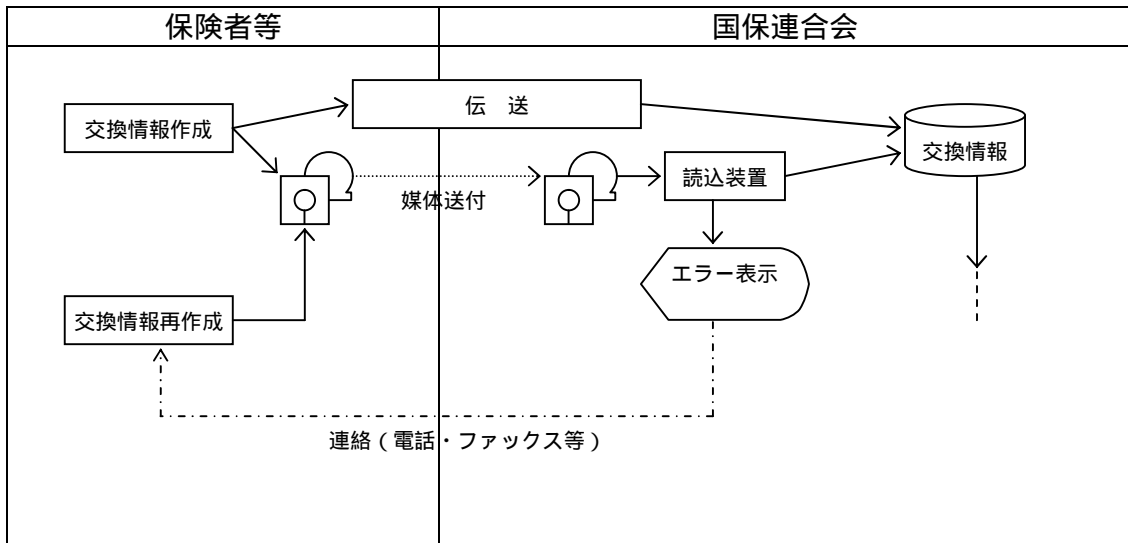 保険者等
国保連合会
伝　送
交換情報作成
交換情報
読込装置
媒体送付
エラー表示
交換情報再作成
連絡（電話・ファックス等）